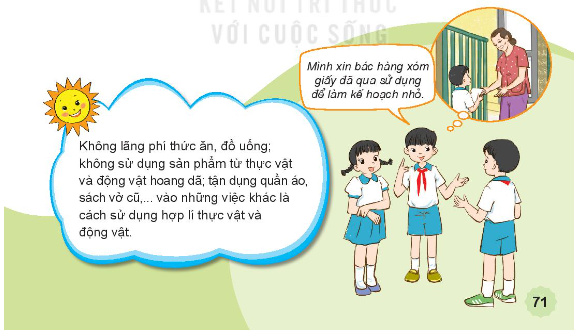 KẾT NỐI TRI THỨC
VỚI CUỘC SỐNG
Mình xin bác hàng xóm
giấy đã qua sử dụng
để làm kế hoạch nhỏ.
Không lãng phí thức ăn, đồ uống;
không sử dụng sản phẩm từ thực vật
và động vật hoang dã; tận dụng quần áo,
sách vở cũ,... vào những việc khác là
cách sử dụng hợp lí thực vật và
động vật.
71